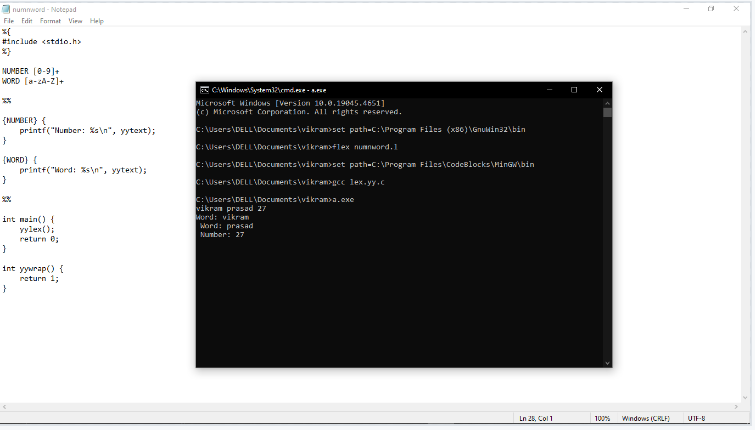 numnword - Notepad
File Edit Format View Help
%{
#include <stdio.h>
%}
NUMBER [0-9]+
WORD [a-zA-Z]+
%%
{NUMBER} {
printf("Number: %s\n", yytext);
}
{WORD} {
printf("Word: %s\n", yytext);
}
%%
int main() {
yylex();
return 0;
}
int yywrap() {
return 1;
}
C:\Windows\System32\cmd.exe - a.exe
Microsoft Windows [Version 10.0.19045.4651]
(c) Microsoft Corporation. All rights reserved.
C:\Users\DELL\Documents\vikram>set path=C:\Program Files (x86)\GnuWin32\bin
C:\Users\DELL\Documents\vikram>flex numnword.l
C:\Users\DELL\Documents\vikram>set path=C:\Program Files\CodeBlocks\MinGW\bin
C:\Users\DELL\Documents\vikram>gcc lex.yy.c
C:\Users\DELL\Documents\vikram>a.exe
vikram prasad 27
Word: vikram
Word: prasad
Number: 27
Ln 28, Col 1 100% Windows (CRLF) UTF-8